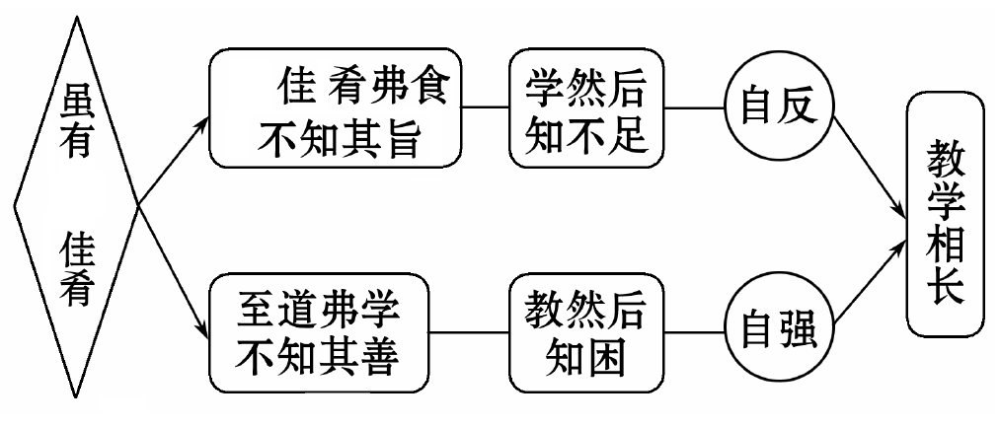 虽有
佳肴
佳肴弗食
不知其旨
学然后
知不足
自反
至道弗学
不知其善
教然后
知困
自强
教学相长